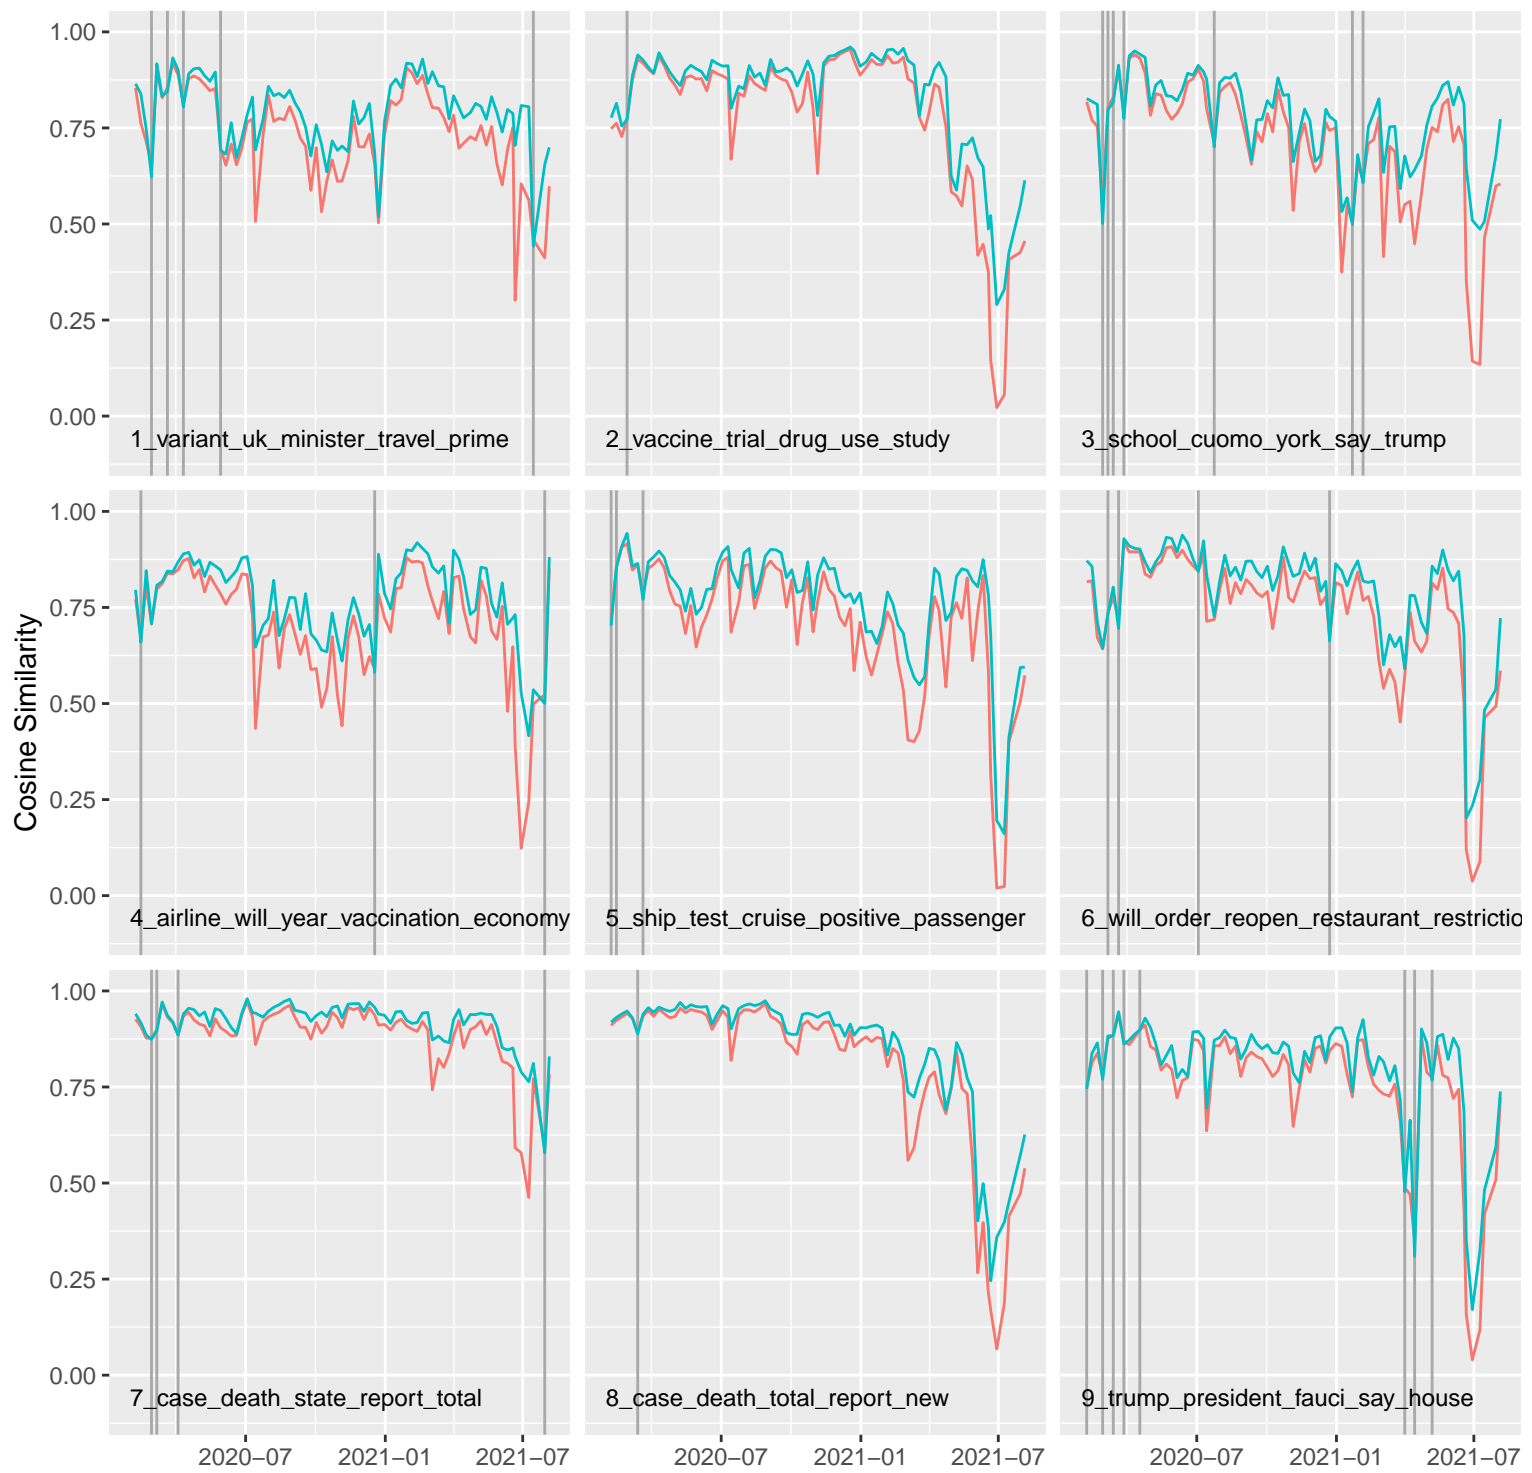 1.00
0.75
0.50
0.25
0.00
1_variant_uk_minister_travel_prime
2_vaccine_trial_drug_use_study
3_school_cuomo_york_say_trump
Cosine Similarity
1.00
0.75
0.50
0.25
0.00
4_airline_will_year_vaccination_economy
5_ship_test_cruise_positive_passenger
6_will_order_reopen_restaurant_restrictio
1.00
0.75
0.50
0.25
0.00
7_case_death_state_report_total
8_case_death_total_report_new
9_trump_president_fauci_say_house
2020−07 2021−01 2021−07
2020−07 2021−01 2021−07
2020−07 2021−01 2021−07